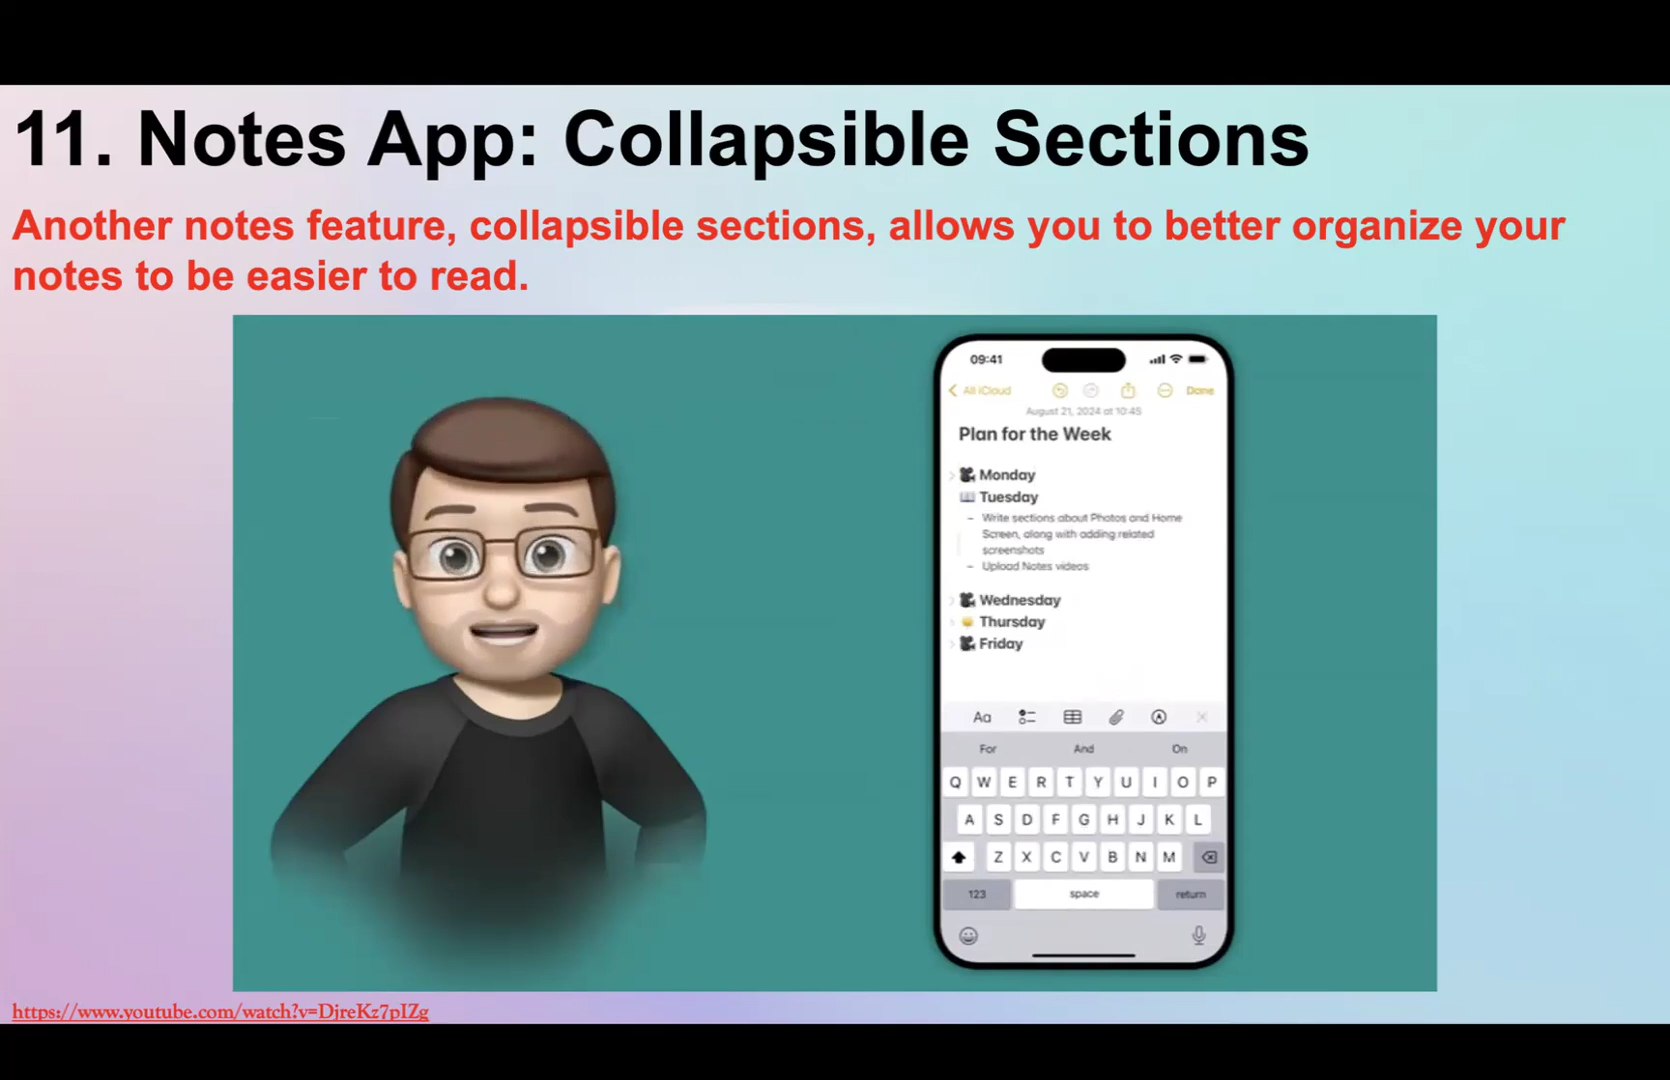 11. Notes App: Collapsible Sections
Another notes feature, collapsible sections, allows you to better organize your
notes to be easier to read.
09:41
All iCloud
Done
August 21, 2024 at 10:45
Plan for the Week
Monday
Tuesday
– Write sections about Photos and Home
Screen, along with adding related
screenshots
– Upload Notes videos
Wednesday
Thursday
Friday
Aa
For And On
Q W E R T Y U I O P
A S D F G H J K L
Z X C V B N M
123 space return
https://www.youtube.com/watch?v=DjreKz7pIZg